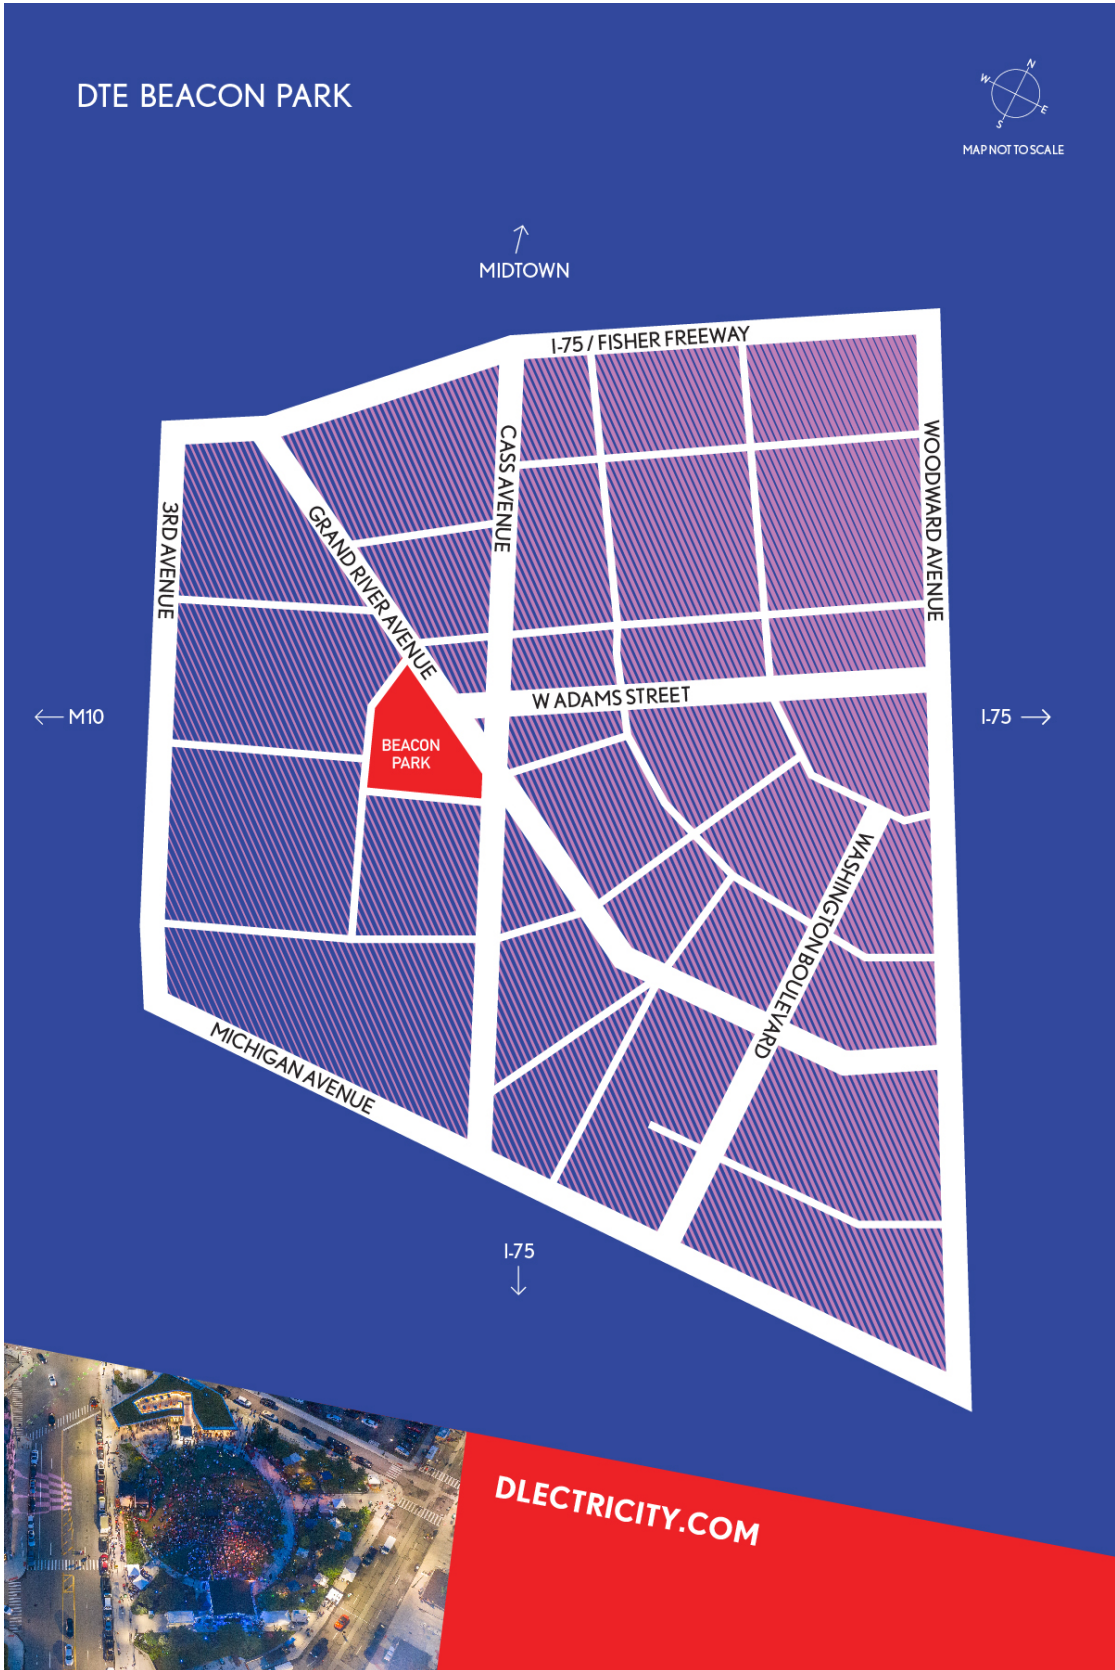 DTE BEACON PARK
N
W
E
S
MAP NOT TO SCALE
MIDTOWN
I-75 / FISHER FREEWAY
CASS AVENUE
WOODWARD AVENUE
3RD AVENUE
GRAND RIVER AVENUE
W ADAMS STREET
M10
I-75
BEACON
PARK
WASHINGTON BOULEVARD
MICHIGAN AVENUE
I-75
DLECTRICITY.COM